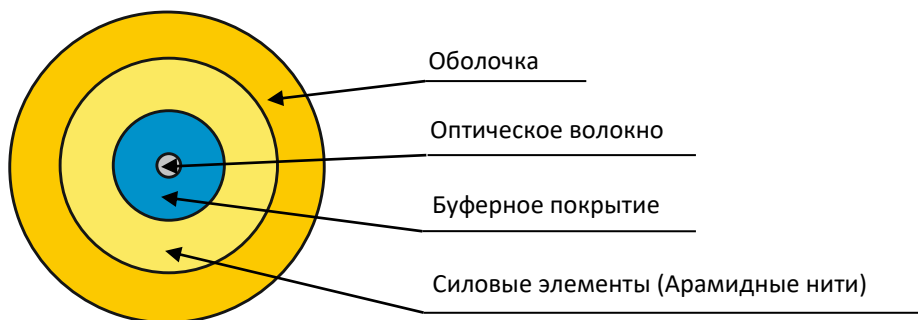 Оболочка
Оптическое волокно
Буферное покрытие
Силовые элементы (Арамидные нити)